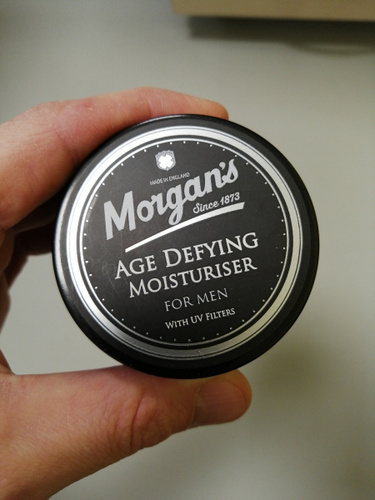 MADE IN ENGLAND
Morgan's
Since 1873
AGE DEFYING
MOISTURISER
FOR MEN
WITH UV FILTERS